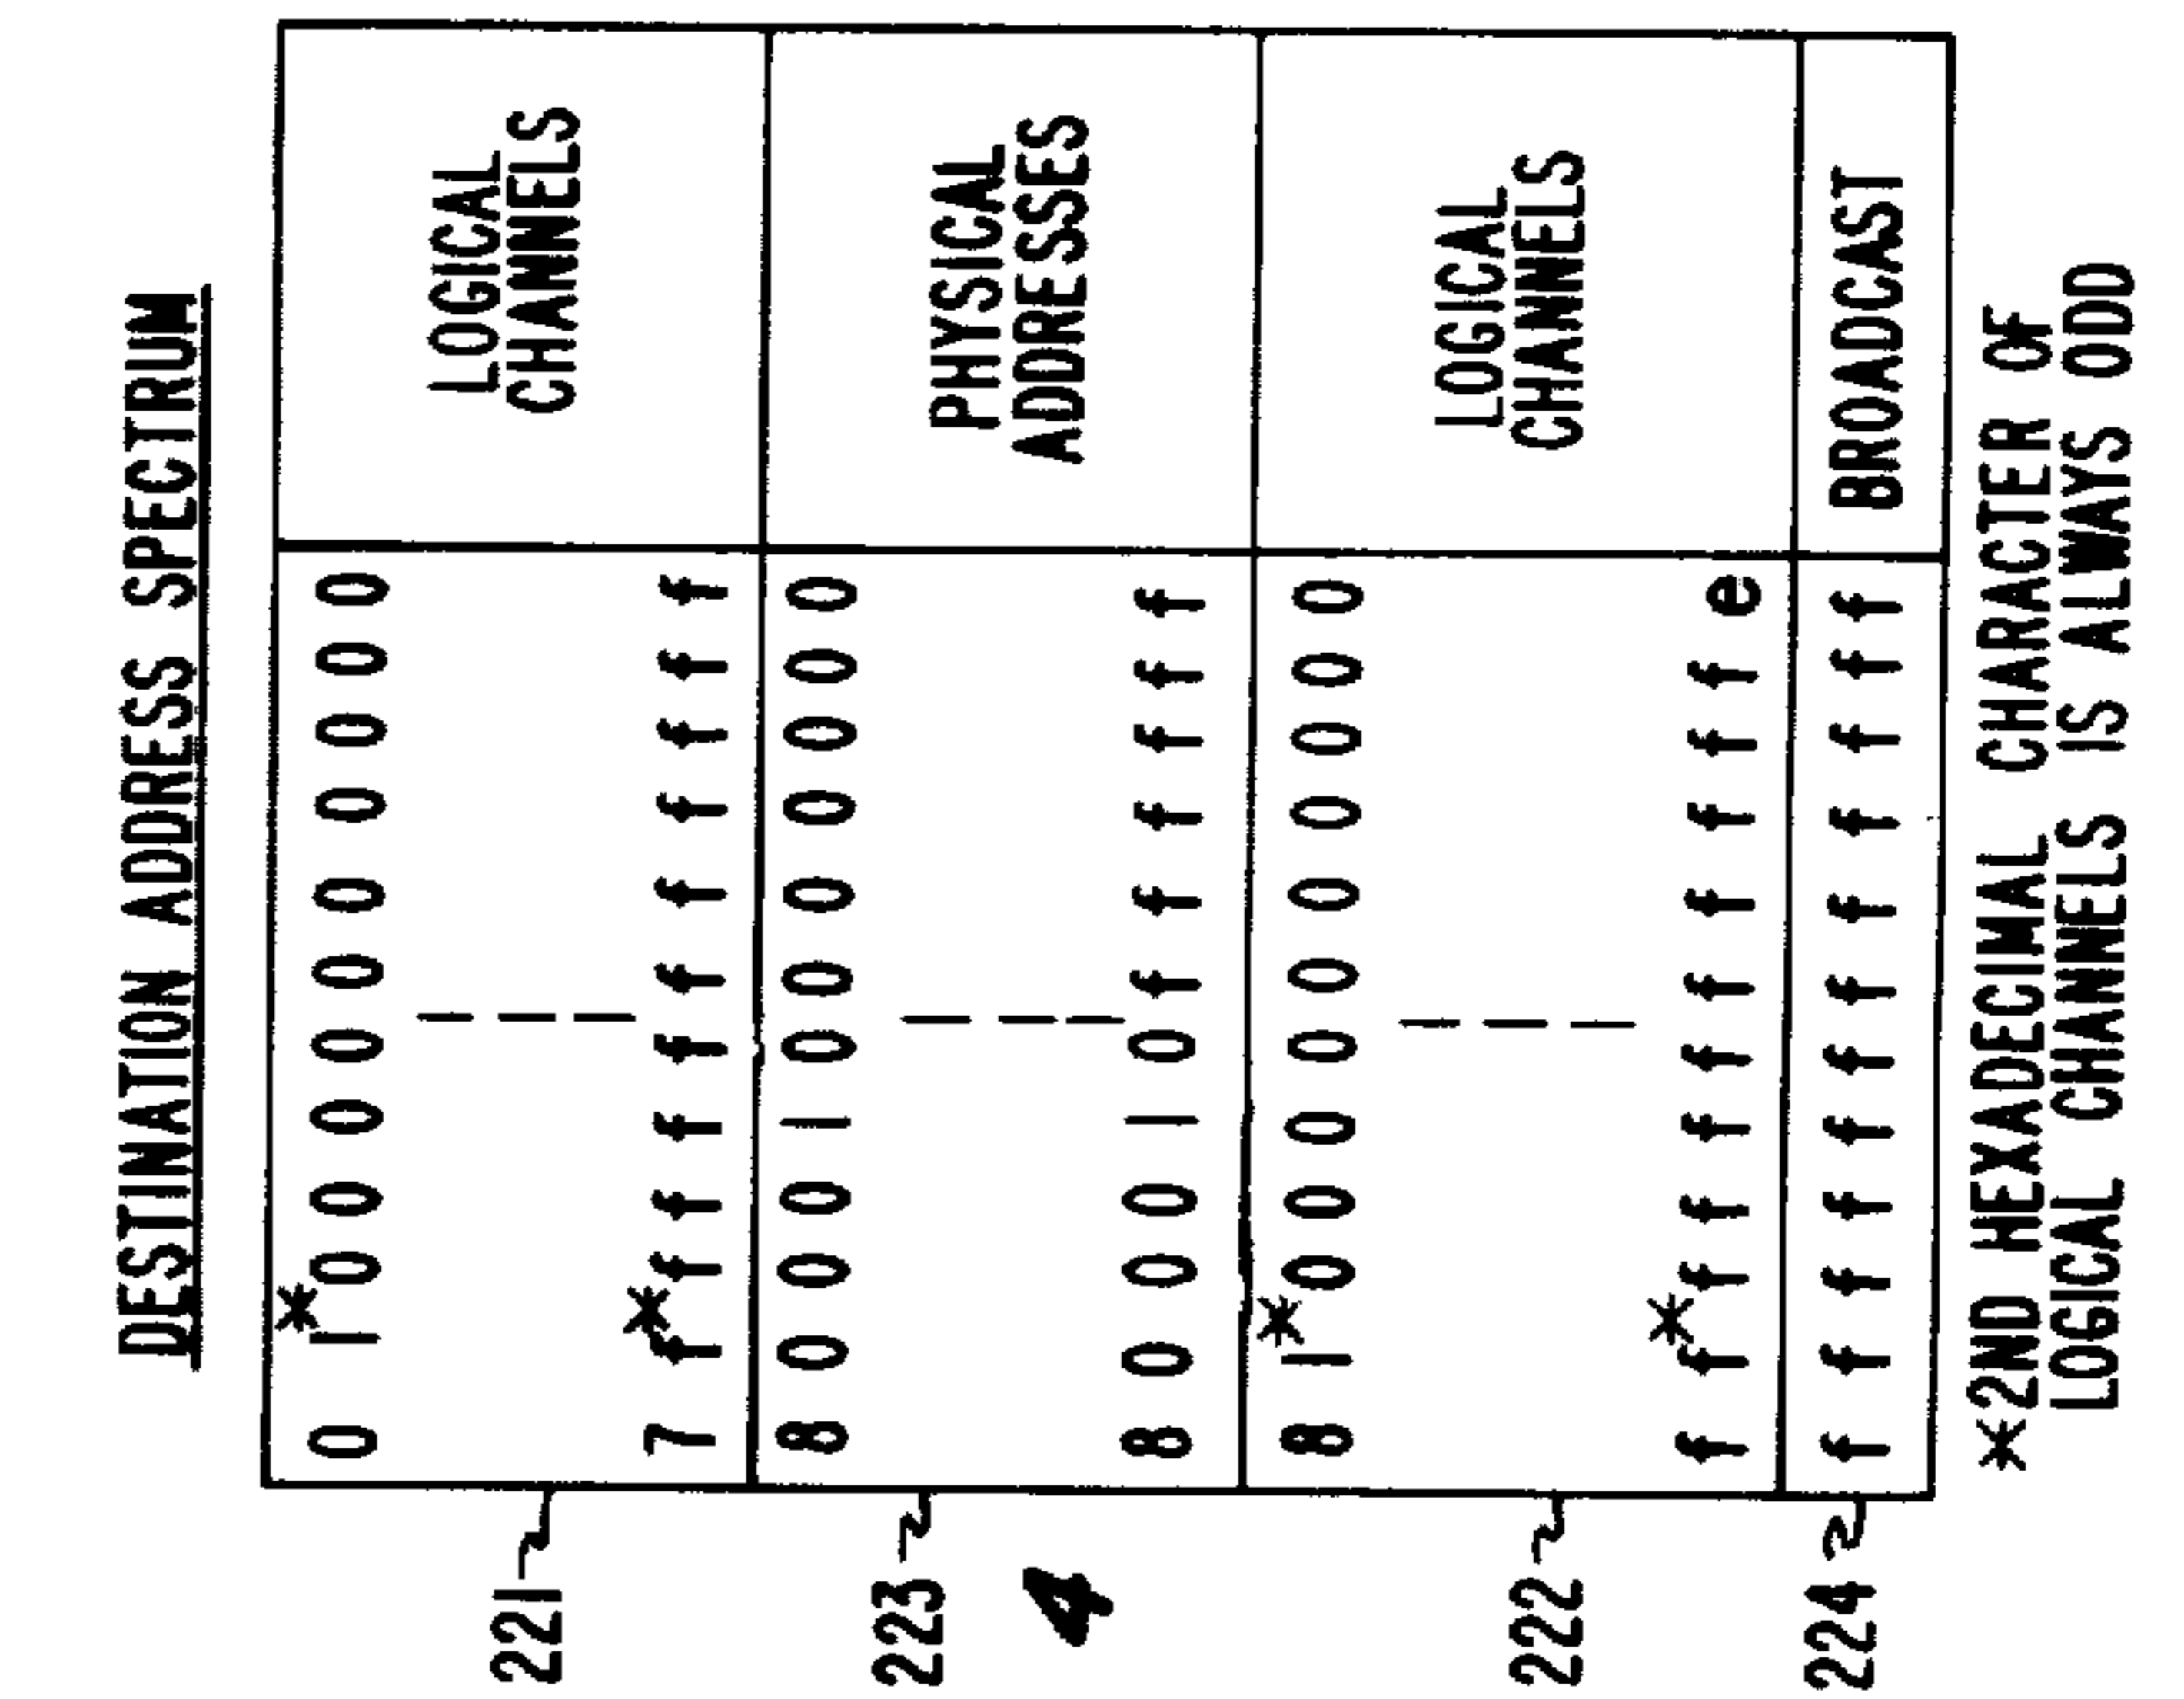 DESTINATION ADDRESS SPECTRUM
0 1* 0 0 0 0 0 0 0 0 0 0
LOGICAL
CHANNELS
221
7 f* f f f f f f f f f f
8 0 0 0 1 0 0 0 0 0 0 0
PHYSICAL
ADDRESSES
223
8 0 0 0 1 0 f f f f f f
4
8 1* 0 0 0 0 0 0 0 0 0 0
LOGICAL
CHANNELS
222
f f* f f f f f f f f f e
224
f f f f f f f f f f f f BROADCAST
*2ND HEXADECIMAL CHARACTER OF
LOGICAL CHANNELS IS ALWAYS ODD